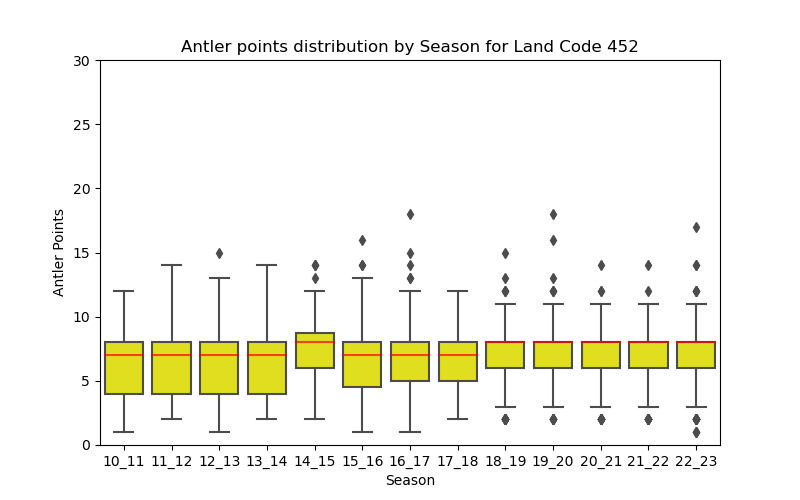 Antler points distribution by Season for Land Code 452
30
25
20
15
10
5
0
Antler Points
10_11 11_12 12_13 13_14 14_15 15_16 16_17 17_18 18_19 19_20 20_21 21_22 22_23
Season